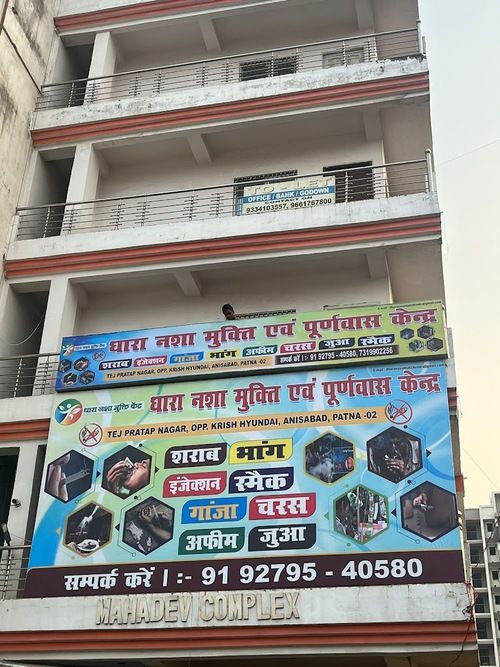 TO - LET
OFFICE / BANK / GODOWN
CONTACT ON
9334103557, 9661767800
धारा नशा मुक्ति एवं पूर्णवास केन्द्र
शराब इंजेक्शन गांजा भांग अफीम चरस जुआ स्मैक
TEJ PRATAP NAGAR, OPP. KRISH HYUNDAI, ANISABAD, PATNA -02
सम्पर्क करें :- 91 92795 - 40580, 7319902256
धारा नशा मुक्ति केंद्र
धारा नशा मुक्ति एवं पूर्णवास केन्द्र
TEJ PRATAP NAGAR, OPP. KRISH HYUNDAI, ANISABAD, PATNA -02
शराब भांग
इंजेक्शन स्मैक
गांजा चरस
अफीम जुआ
सम्पर्क करें । :- 91 92795 - 40580
MAHADEV COMPLEX